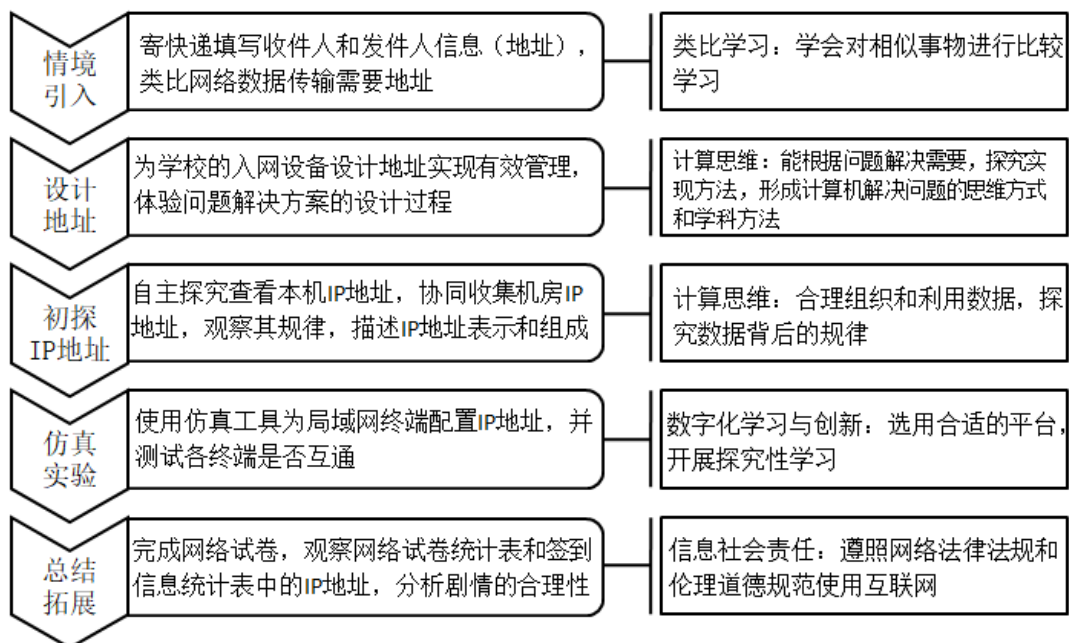 情境
引入
寄快递填写收件人和发件人信息（地址），
类比网络数据传输需要地址
类比学习：学会对相似事物进行比较
学习
设计
地址
为学校的入网设备设计地址实现有效管理，
体验问题解决方案的设计过程
计算思维：能根据问题解决需要，探究实
现方法，形成计算机解决问题的思维方式
和学科方法
初探
IP地址
自主探究查看本机IP地址，协同收集机房IP
地址，观察其规律，描述IP地址表示和组成
计算思维：合理组织和利用数据，探
究数据背后的规律
仿真
实验
使用仿真工具为局域网终端配置IP地址，并
测试各终端是否互通
数字化学习与创新：选用合适的平台，
开展探究性学习
总结
拓展
完成网络试卷，观察网络试卷统计表和签到
信息统计表中的IP地址，分析剧情的合理性
信息社会责任：遵照网络法律法规和
伦理道德规范使用互联网